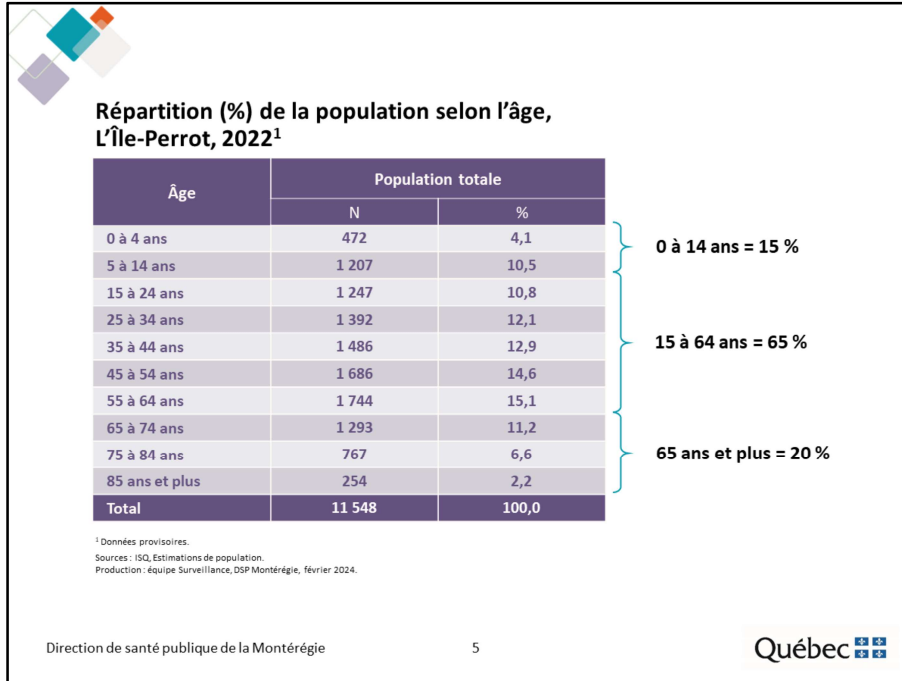 Répartition (%) de la population selon l’âge,
L’Île-Perrot, 2022¹
Âge
Population totale
N %
0 à 4 ans 472 4,1
5 à 14 ans 1 207 10,5
15 à 24 ans 1 247 10,8
25 à 34 ans 1 392 12,1
35 à 44 ans 1 486 12,9
45 à 54 ans 1 686 14,6
55 à 64 ans 1 744 15,1
65 à 74 ans 1 293 11,2
75 à 84 ans 767 6,6
85 ans et plus 254 2,2
Total 11 548 100,0
0 à 14 ans = 15 %
15 à 64 ans = 65 %
65 ans et plus = 20 %
¹ Données provisoires.
Sources : ISQ, Estimations de population.
Production : équipe Surveillance, DSP Montérégie, février 2024.
Direction de santé publique de la Montérégie
5
Québec